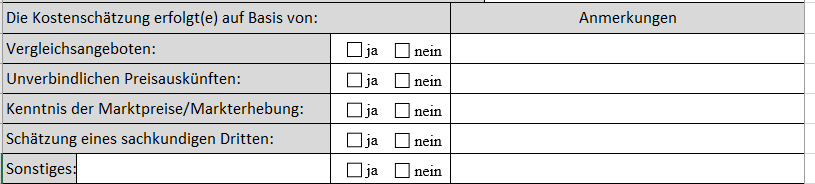 Die Kostenschätzung erfolgt(e) auf Basis von: Anmerkungen
Vergleichsangeboten: ☐ ja ☐ nein
Unverbindlichen Preisauskünften: ☐ ja ☐ nein
Kenntnis der Marktpreise/Markterhebung: ☐ ja ☐ nein
Schätzung eines sachkundigen Dritten: ☐ ja ☐ nein
Sonstiges: ☐ ja ☐ nein